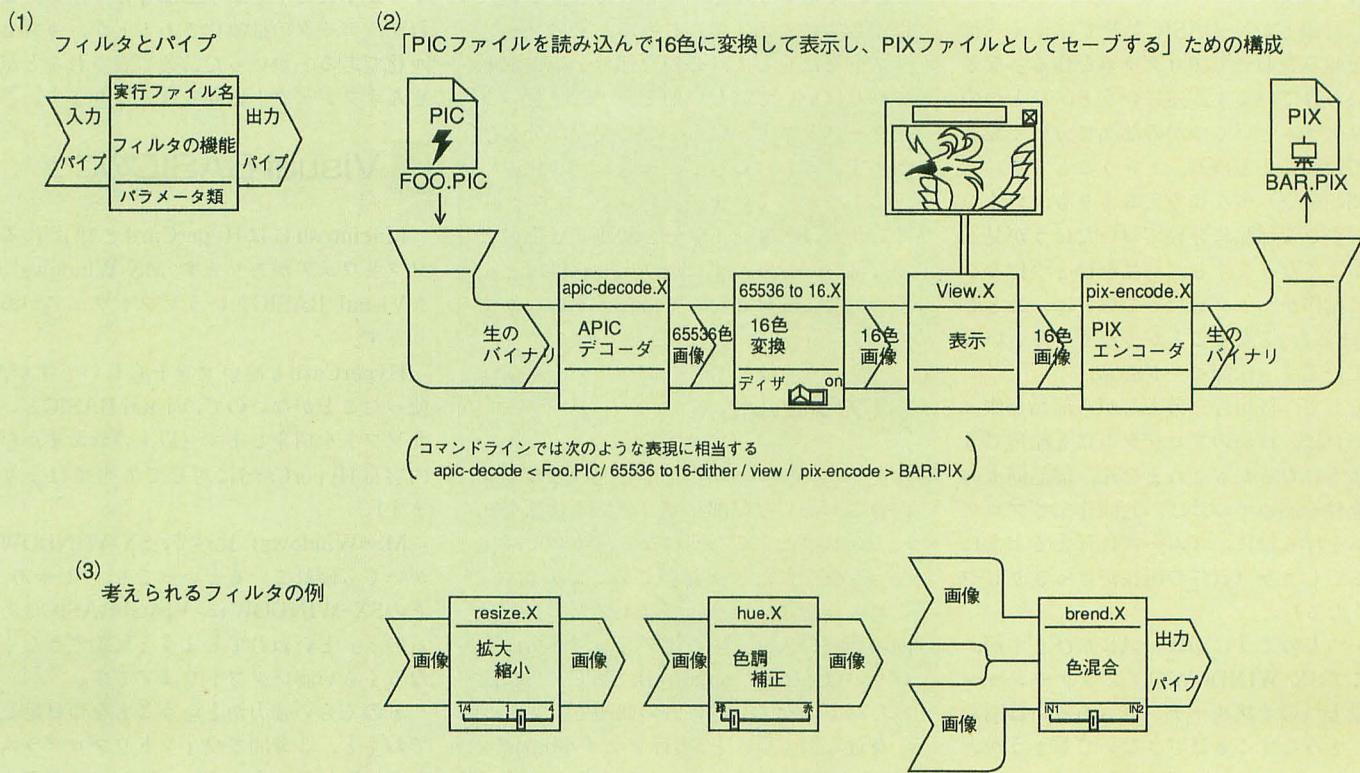 (1)
フィルタとパイプ
実行ファイル名
入力
パイプ
フィルタの機能
出力
パイプ
パラメータ類
(2)
「PICファイルを読み込んで16色に変換して表示し、PIXファイルとしてセーブする」ための構成
PIC
FOO.PIC
PIX
BAR.PIX
生の
バイナリ
apic-decode.X
APIC
デコーダ
65536色
画像
65536 to 16.X
16色
変換
ディザ
on
16色
画像
View.X
表示
16色
画像
pix-encode.X
PIX
エンコーダ
生の
バイナリ
コマンドラインでは次のような表現に相当する
apic-decode < Foo.PIC/ 65536 to16-dither / view / pix-encode > BAR.PIX
(3)
考えられるフィルタの例
画像
resize.X
拡大
縮小
1/4
4
画像
画像
hue.X
色調
補正
画像
画像
画像
brend.X
色混合
IN1
IN2
出力
パイプ